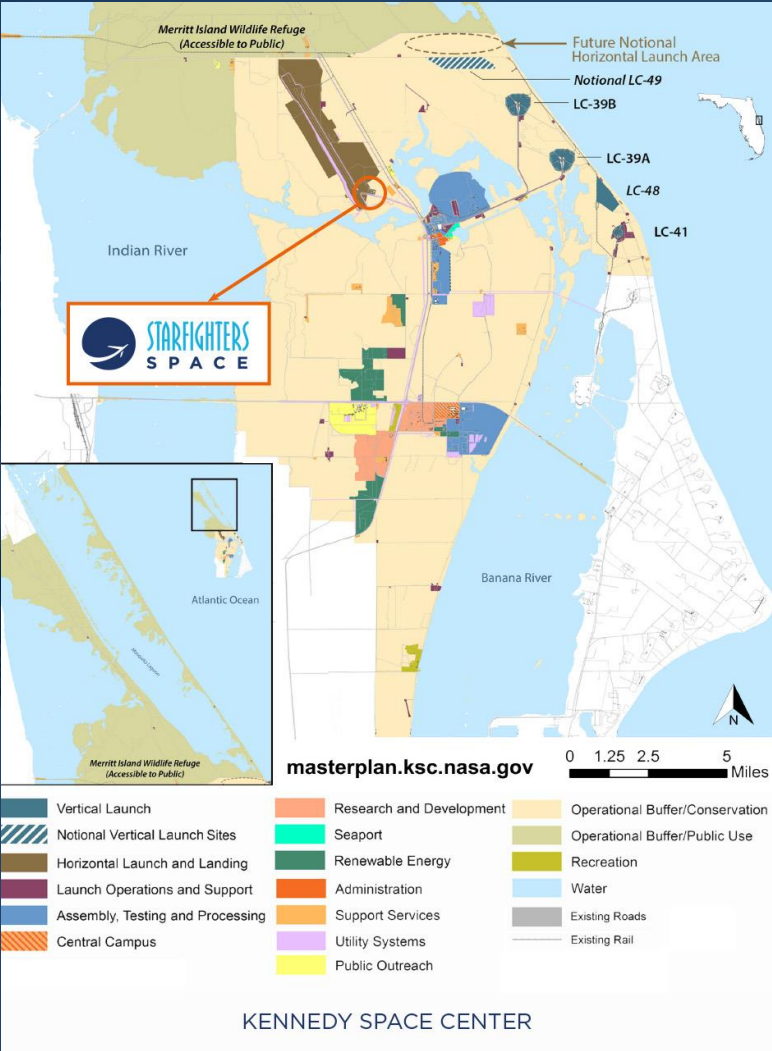 Merritt Island Wildlife Refuge
(Accessible to Public)
Future Notional
Horizontal Launch Area
Notional LC-49
LC-39B
LC-39A
LC-48
LC-41
Indian River
STARFIGHTERS
SPACE
Banana River
Atlantic Ocean
Mosquito Lagoon
Merritt Island Wildlife Refuge
(Accessible to Public)
N
masterplan.ksc.nasa.gov
0 1.25 2.5 5
Miles
Vertical Launch
Notional Vertical Launch Sites
Horizontal Launch and Landing
Launch Operations and Support
Assembly, Testing and Processing
Central Campus
Research and Development
Seaport
Renewable Energy
Administration
Support Services
Utility Systems
Public Outreach
Operational Buffer/Conservation
Operational Buffer/Public Use
Recreation
Water
Existing Roads
Existing Rail
KENNEDY SPACE CENTER